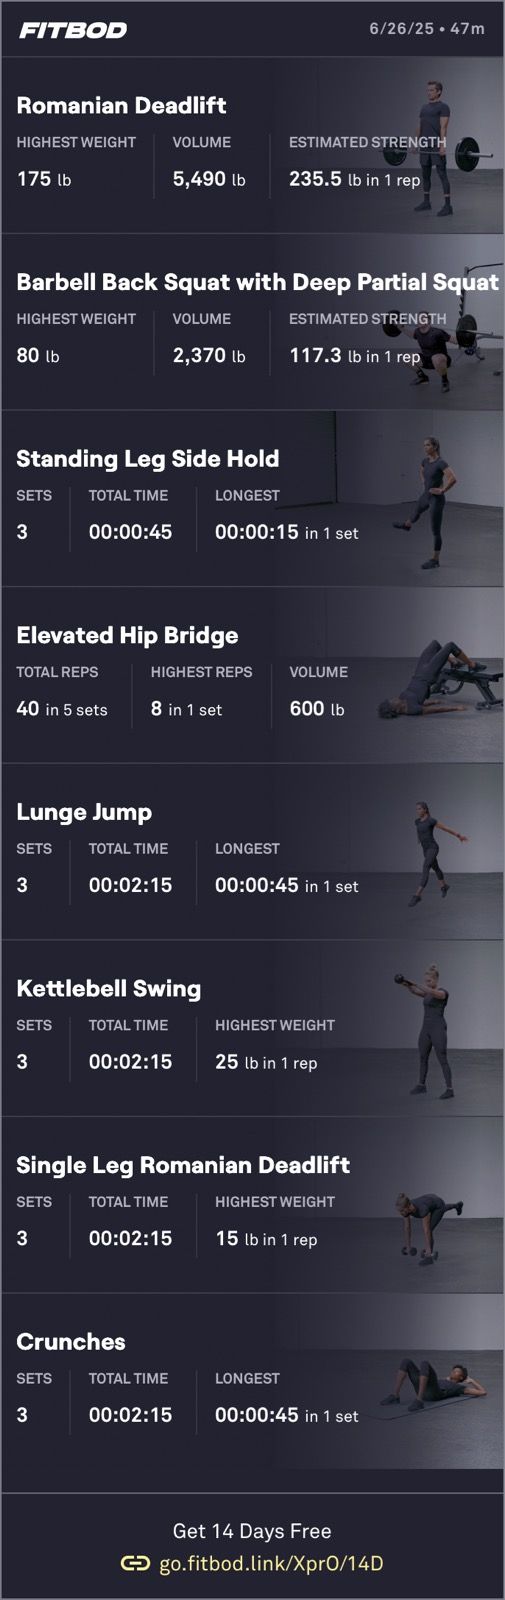 FITBOD
6/26/25 • 47m
Romanian Deadlift
HIGHEST WEIGHT VOLUME ESTIMATED STRENGTH
175 lb 5,490 lb 235.5 lb in 1 rep
Barbell Back Squat with Deep Partial Squat
HIGHEST WEIGHT VOLUME ESTIMATED STRENGTH
80 lb 2,370 lb 117.3 lb in 1 rep
Standing Leg Side Hold
SETS TOTAL TIME LONGEST
3 00:00:45 00:00:15 in 1 set
Elevated Hip Bridge
TOTAL REPS HIGHEST REPS VOLUME
40 in 5 sets 8 in 1 set 600 lb
Lunge Jump
SETS TOTAL TIME LONGEST
3 00:02:15 00:00:45 in 1 set
Kettlebell Swing
SETS TOTAL TIME HIGHEST WEIGHT
3 00:02:15 25 lb in 1 rep
Single Leg Romanian Deadlift
SETS TOTAL TIME HIGHEST WEIGHT
3 00:02:15 15 lb in 1 rep
Crunches
SETS TOTAL TIME LONGEST
3 00:02:15 00:00:45 in 1 set
Get 14 Days Free
go.fitbod.link/XprO/14D